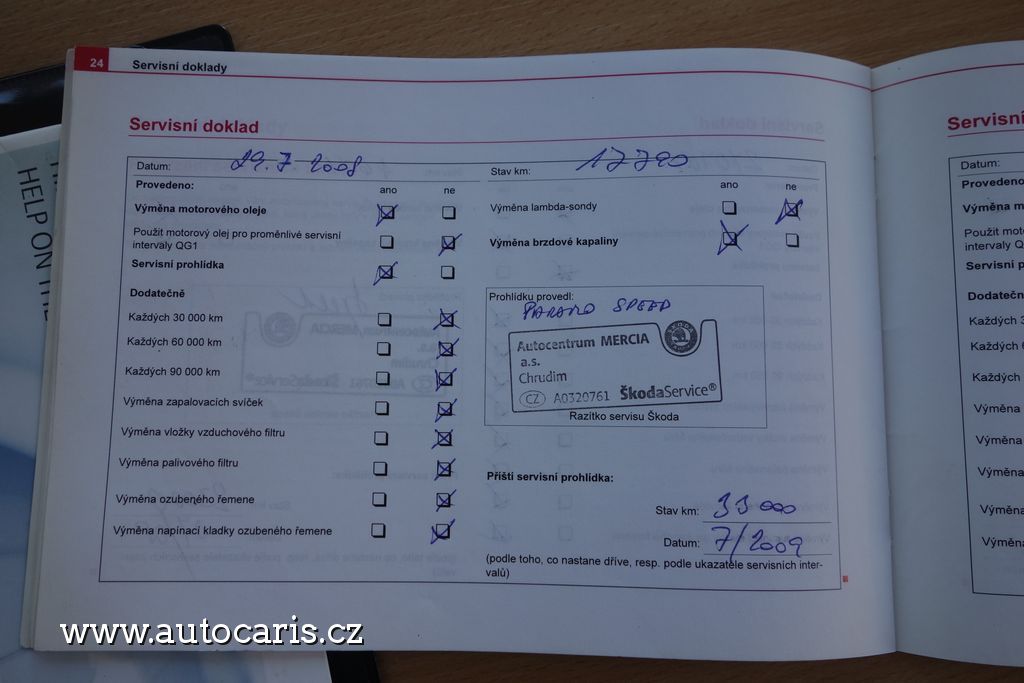 HELP ON THE
24 Servisní doklady
Servisní doklad
Datum: 29.7 2008 Stav km: 17790
Provedeno: ano ne ano ne
Výměna motorového oleje
Výměna lambda-sondy
Použit motorový olej pro proměnlivé servisní
intervaly QG1
Výměna brzdové kapaliny
Servisní prohlídka
Dodatečně
Každých 30 000 km
Každých 60 000 km
Každých 90 000 km
Výměna zapalovacích svíček
Výměna vložky vzduchového filtru
Výměna palivového filtru
Výměna ozubeného řemene
Výměna napínací kladky ozubeného řemene
Prohlídku provedl:
PARAMO SPEED
Autocentrum MERCIA
a.s.
Chrudim
CZ A0320761 ŠkodaService®
Razítko servisu Škoda
Příští servisní prohlídka:
Stav km: 33 000
Datum: 7/2009
(podle toho, co nastane dříve, resp. podle ukazatele servisních inter-
valů)
Servisní
Datum:
Provedeno
Výměna m
Použit moto
intervaly Q
Servisní p
Dodatečn
Každých 3
Každých 6
Každých
Výměna
Výměna
Výměna
Výměna
Výměn
www.autocaris.cz